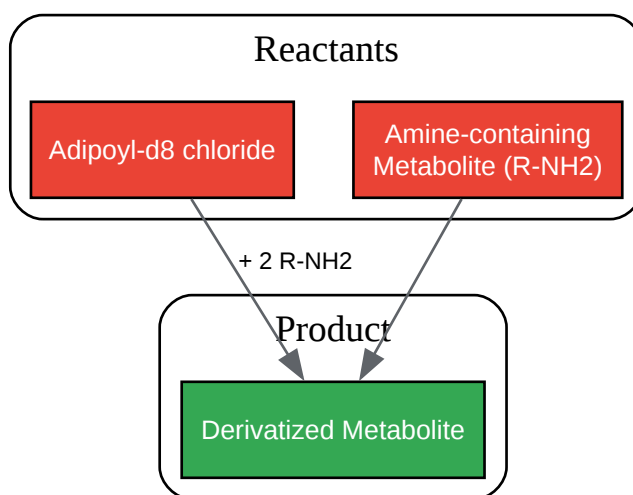 Reactants
Adipoyl-d8 chloride
Amine-containing
Metabolite (R-NH2)
+ 2 R-NH2
Product
Derivatized Metabolite